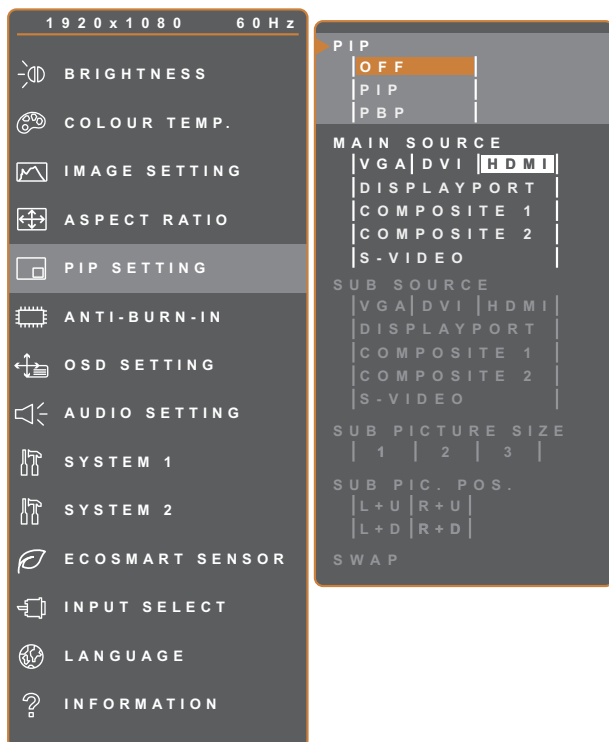 1920x1080 60Hz
BRIGHTNESS
COLOUR TEMP.
IMAGE SETTING
ASPECT RATIO
PIP SETTING
ANTI-BURN-IN
OSD SETTING
AUDIO SETTING
SYSTEM 1
SYSTEM 2
ECOSMART SENSOR
INPUT SELECT
LANGUAGE
INFORMATION
PIP
OFF
PIP
PBP
MAIN SOURCE
VGA DVI HDMI
DISPLAYPORT
COMPOSITE 1
COMPOSITE 2
S-VIDEO
SUB SOURCE
VGA DVI HDMI
DISPLAYPORT
COMPOSITE 1
COMPOSITE 2
S-VIDEO
SUB PICTURE SIZE
1 2 3
SUB PIC. POS.
L+U R+U
L+D R+D
SWAP